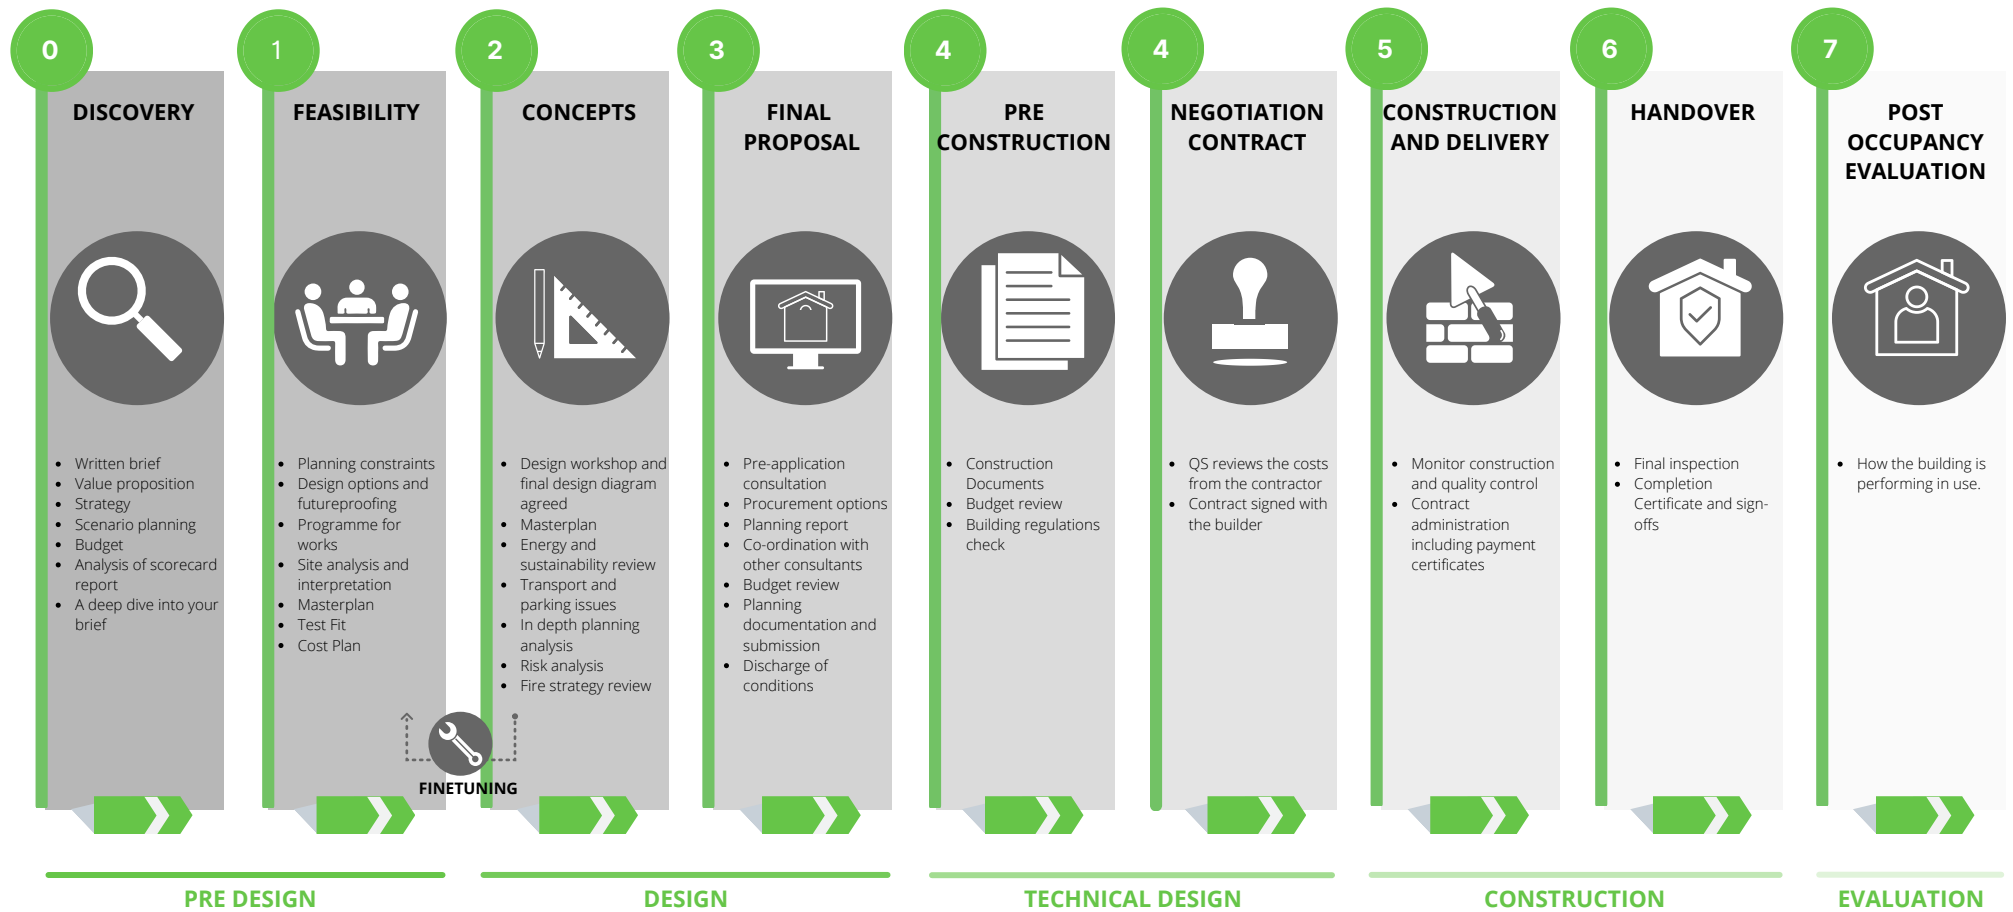 0
DISCOVERY
• Written brief
• Value proposition
• Strategy
• Scenario planning
• Budget
• Analysis of scorecard
report
• A deep dive into your
brief
1
FEASIBILITY
• Planning constraints
• Design options and
futureproofing
• Programme for
works
• Site analysis and
interpretation
• Masterplan
• Test Fit
• Cost Plan
2
CONCEPTS
• Design workshop and
final design diagram
agreed
• Masterplan
• Energy and
sustainability review
• Transport and
parking issues
• In depth planning
analysis
• Risk analysis
• Fire strategy review
FINETUNING
3
FINAL
PROPOSAL
• Pre-application
consultation
• Procurement options
• Planning report
• Co-ordination with
other consultants
• Budget review
• Planning
documentation and
submission
• Discharge of
conditions
4
PRE
CONSTRUCTION
• Construction
Documents
• Budget review
• Building regulations
check
4
NEGOTIATION
CONTRACT
• QS reviews the costs
from the contractor
• Contract signed with
the builder
5
CONSTRUCTION
AND DELIVERY
• Monitor construction
and quality control
• Contract
administration
including payment
certificates
6
HANDOVER
• Final inspection
• Completion
Certificate and sign-
offs
7
POST
OCCUPANCY
EVALUATION
• How the building is
performing in use.
PRE DESIGN
DESIGN
TECHNICAL DESIGN
CONSTRUCTION
EVALUATION